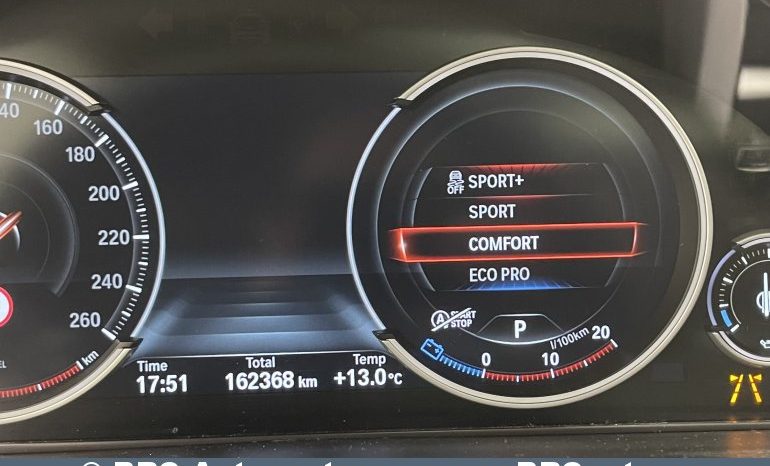 40
160
180
200
220
240
260
km
Time
17:51
Total
162368 km
Temp
+13.0 °C
OFF SPORT+
SPORT
COMFORT
ECO PRO
A START STOP
P
l/100km
0 10 20